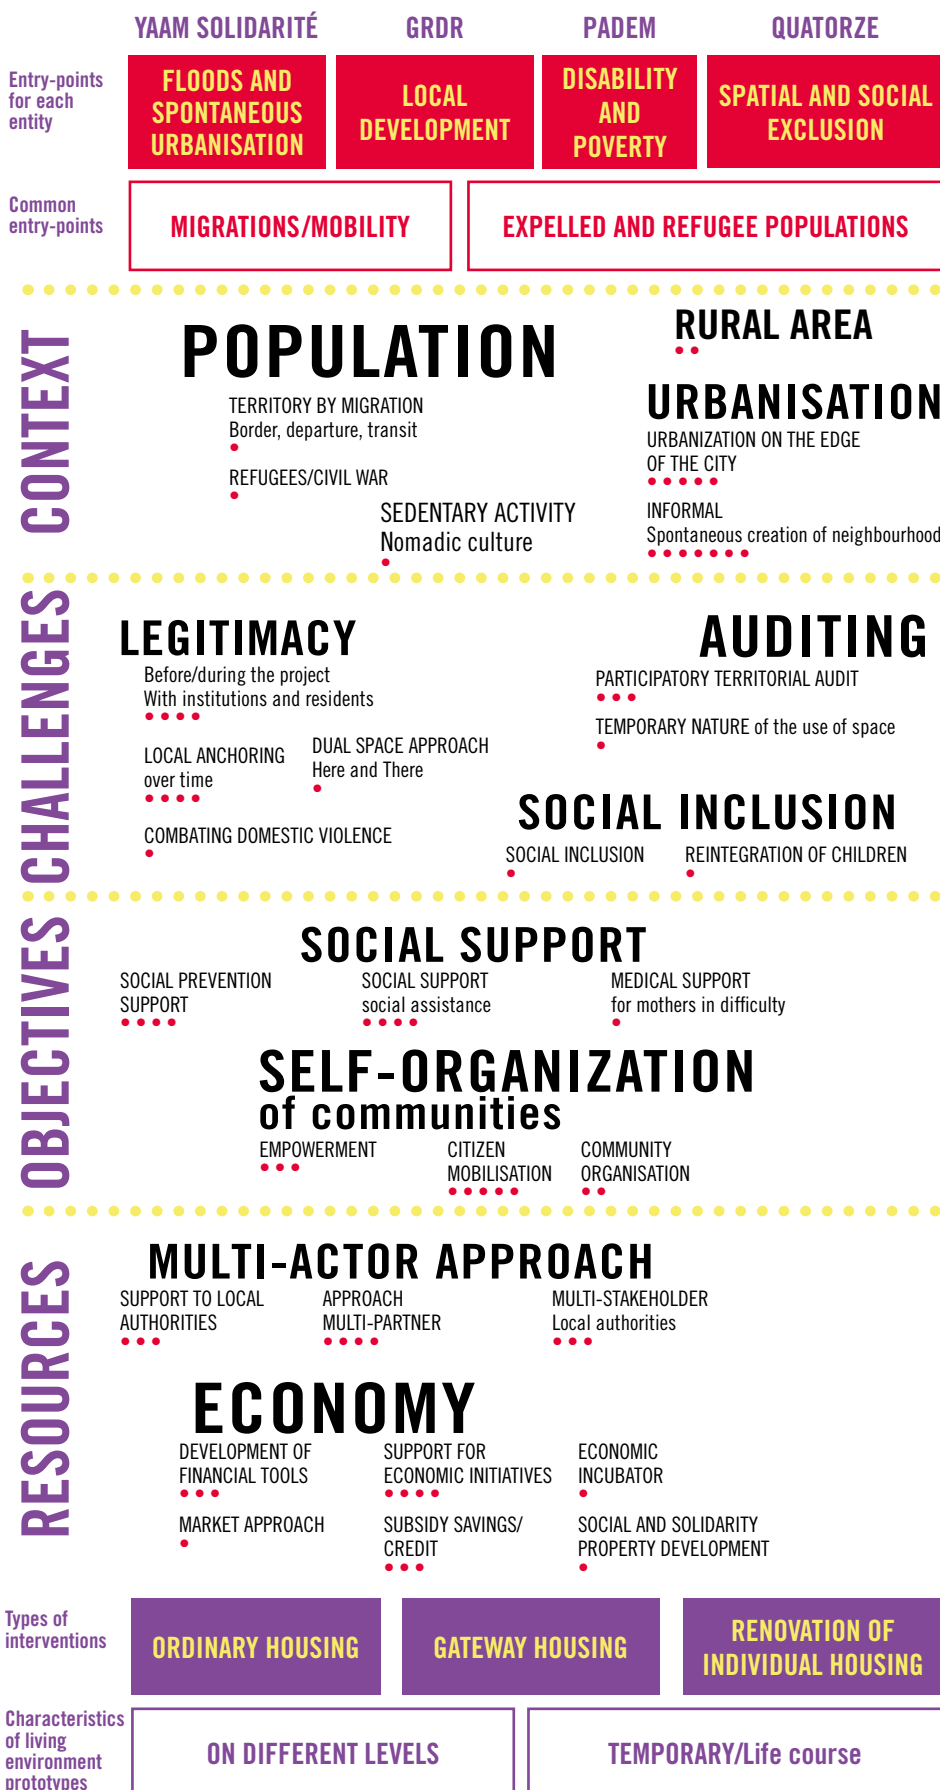 YAAM SOLIDARITÉ
GRDR
PADEM
QUATORZE
Entry-points
for each
entity
FLOODS AND
SPONTANEOUS
URBANISATION
LOCAL
DEVELOPMENT
DISABILITY
AND
POVERTY
SPATIAL AND SOCIAL
EXCLUSION
Common
entry-points
MIGRATIONS/MOBILITY
EXPELLED AND REFUGEE POPULATIONS
CONTEXT
POPULATION
TERRITORY BY MIGRATION
Border, departure, transit
REFUGEES/CIVIL WAR
SEDENTARY ACTIVITY
Nomadic culture
RURAL AREA
URBANISATION
URBANIZATION ON THE EDGE
OF THE CITY
INFORMAL
Spontaneous creation of neighbourhood
CHALLENGES
LEGITIMACY
Before/during the project
With institutions and residents
LOCAL ANCHORING
over time
DUAL SPACE APPROACH
Here and There
COMBATING DOMESTIC VIOLENCE
AUDITING
PARTICIPATORY TERRITORIAL AUDIT
TEMPORARY NATURE of the use of space
SOCIAL INCLUSION
SOCIAL INCLUSION
REINTEGRATION OF CHILDREN
OBJECTIVES
SOCIAL SUPPORT
SOCIAL PREVENTION
SUPPORT
SOCIAL SUPPORT
social assistance
MEDICAL SUPPORT
for mothers in difficulty
SELF-ORGANIZATION
of communities
EMPOWERMENT
CITIZEN
MOBILISATION
COMMUNITY
ORGANISATION
RESOURCES
MULTI-ACTOR APPROACH
SUPPORT TO LOCAL
AUTHORITIES
APPROACH
MULTI-PARTNER
MULTI-STAKEHOLDER
Local authorities
ECONOMY
DEVELOPMENT OF
FINANCIAL TOOLS
SUPPORT FOR
ECONOMIC INITIATIVES
ECONOMIC
INCUBATOR
MARKET APPROACH
SUBSIDY SAVINGS/
CREDIT
SOCIAL AND SOLIDARITY
PROPERTY DEVELOPMENT
Types of
interventions
ORDINARY HOUSING
GATEWAY HOUSING
RENOVATION OF
INDIVIDUAL HOUSING
Characteristics
of living
environment
prototypes
ON DIFFERENT LEVELS
TEMPORARY/Life course